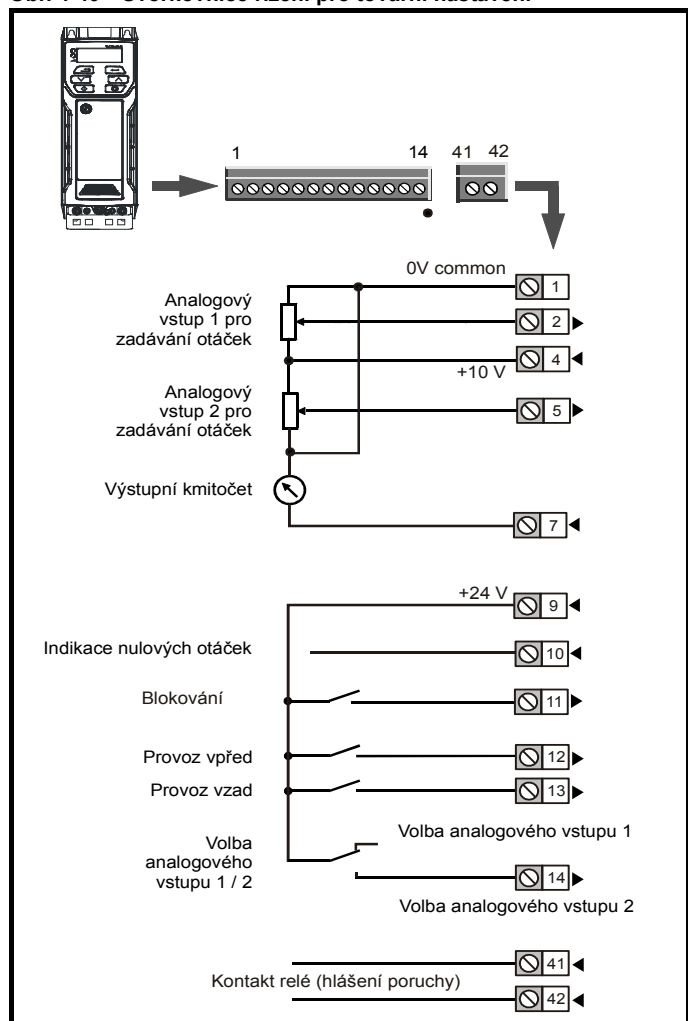 1 14 41 42
0V common
1
Analogový
vstup 1 pro
zadávání otáček
2
4
+10 V
Analogový
vstup 2 pro
zadávání otáček
5
Výstupní kmitočet
7
+24 V
9
Indikace nulových otáček
10
Blokování
11
Provoz vpřed
12
Provoz vzad
13
Volba
analogového
vstupu 1 / 2
Volba analogového vstupu 1
14
Volba analogového vstupu 2
Kontakt relé (hlášení poruchy)
41
42